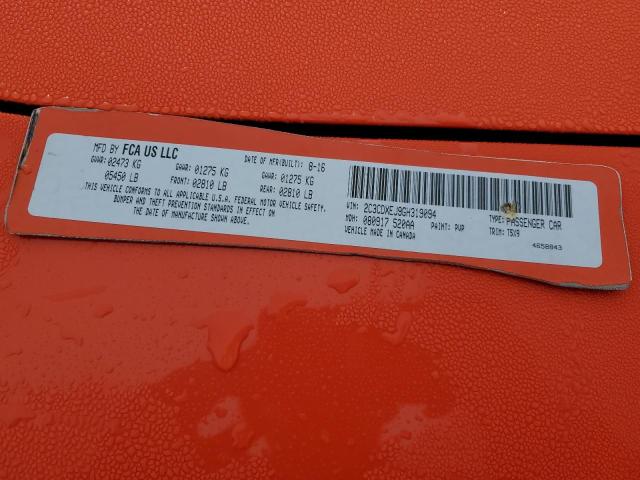 MFD BY FCA US LLC
DATE OF MFR(BUILT): 8-16
GVWR: 02473 KG
GAWR: 01275 KG
GAWR: 01275 KG
05450 LB
FRONT: 02810 LB
REAR: 02810 LB
THIS VEHICLE CONFORMS TO ALL APPLICABLE U.S.A. FEDERAL MOTOR VEHICLE SAFETY,
BUMPER AND THEFT PREVENTION STANDARDS IN EFFECT ON
THE DATE OF MANUFACTURE SHOWN ABOVE.
VIN: 2C3CDXEJ9GH319094
TYPE: PASSENGER CAR
MDH: 080917 520AA
PAINT: PVP
TRIM: T5X9
VEHICLE MADE IN CANADA
4658843